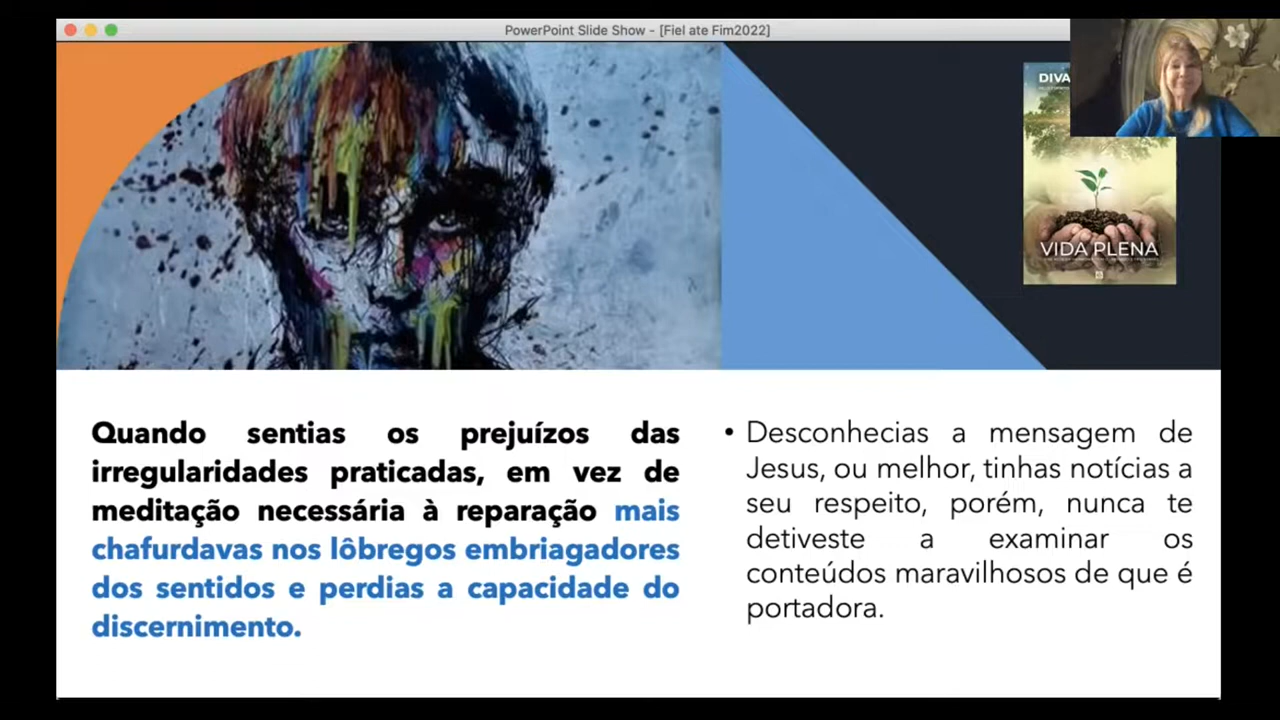 PowerPoint Slide Show - [Fiel ate Fim2022]
DIVA
VIDA PLENA
Quando sentias os prejuízos das
irregularidades praticadas, em vez de
meditação necessária à reparação mais
chafurdavas nos lôbregos embriagadores
dos sentidos e perdias a capacidade do
discernimento.
• Desconhecias a mensagem de
Jesus, ou melhor, tinhas notícias a
seu respeito, porém, nunca te
detiveste a examinar os
conteúdos maravilhosos de que é
portadora.